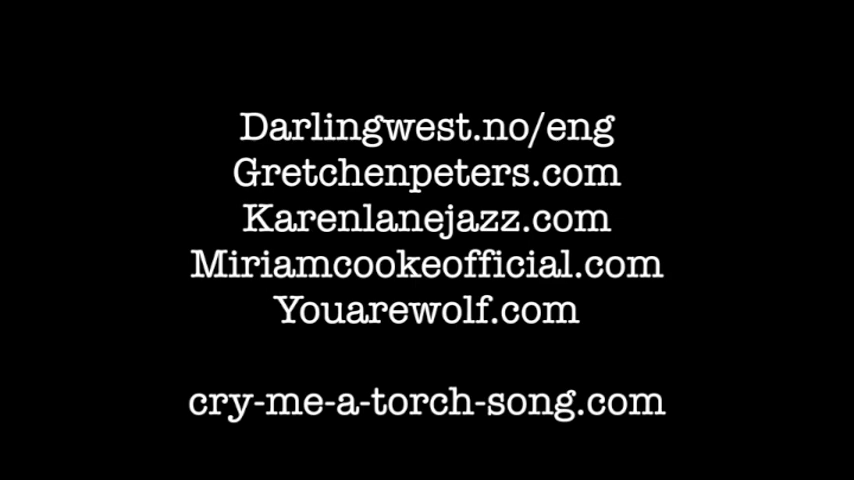 Darlingwest.no/eng
Gretchenpeters.com
Karenlanejazz.com
Miriamcookeofficial.com
Youarewolf.com
cry-me-a-torch-song.com